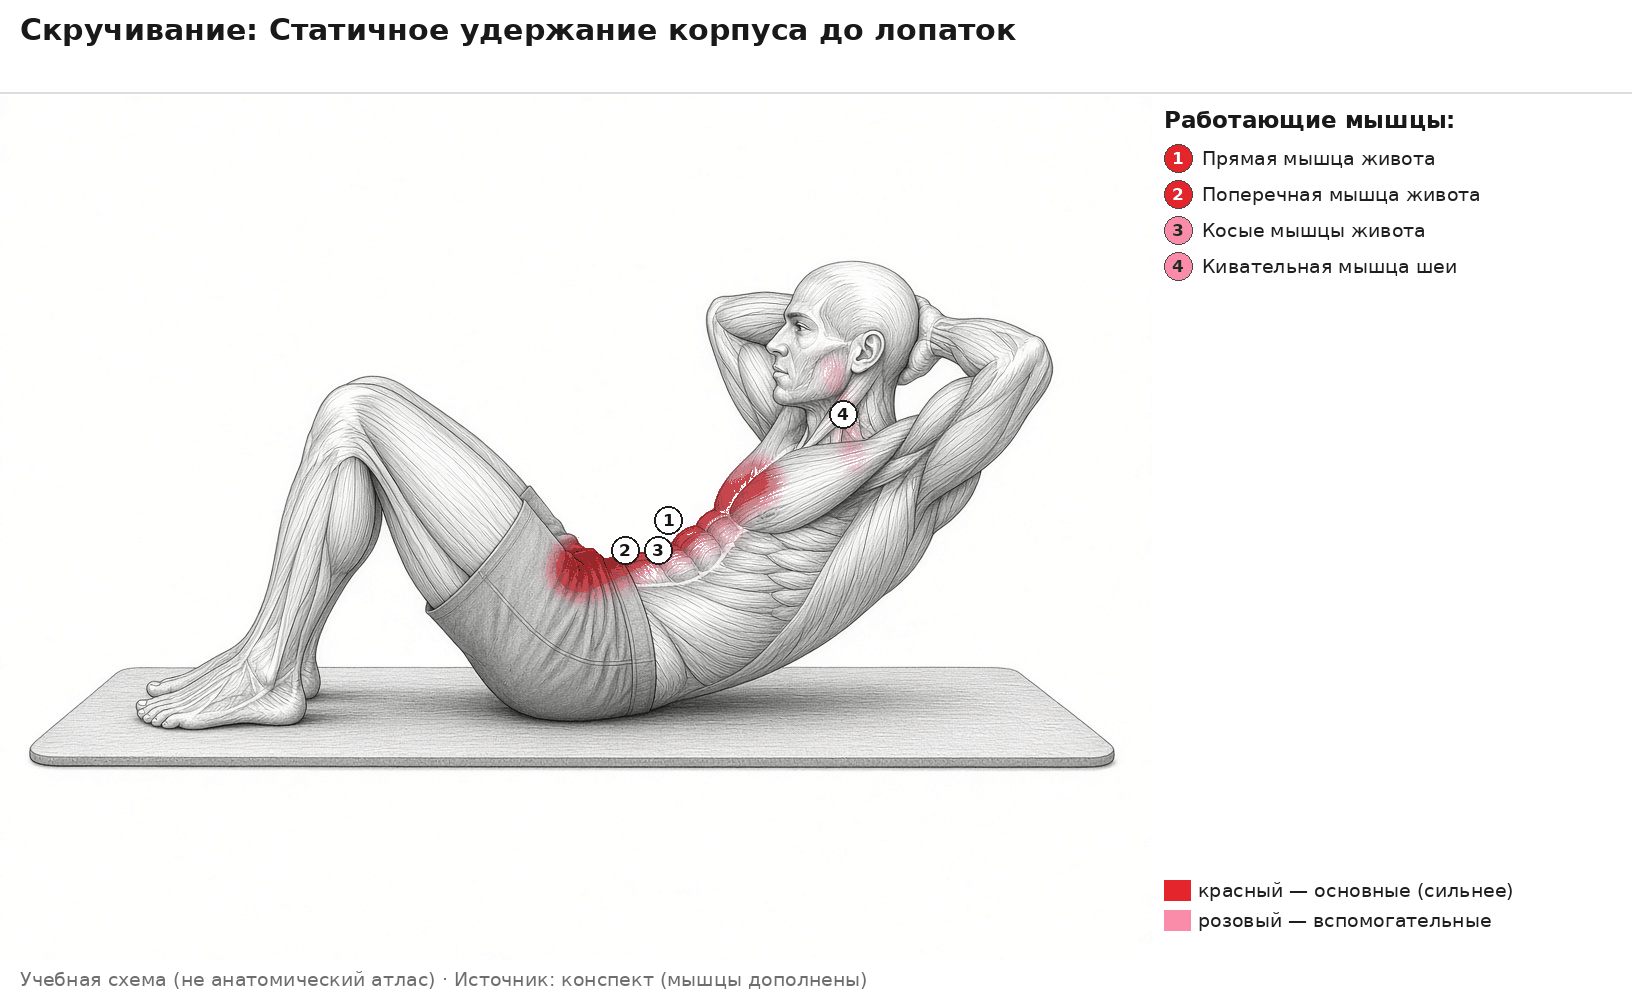 Скручивание: Статичное удержание корпуса до лопаток
Работающие мышцы:
1 Прямая мышца живота
2 Поперечная мышца живота
3 Косые мышцы живота
4 Кивательная мышца шеи
4
1
2 3
красный — основные (сильнее)
розовый — вспомогательные
Учебная схема (не анатомический атлас) · Источник: конспект (мышцы дополнены)